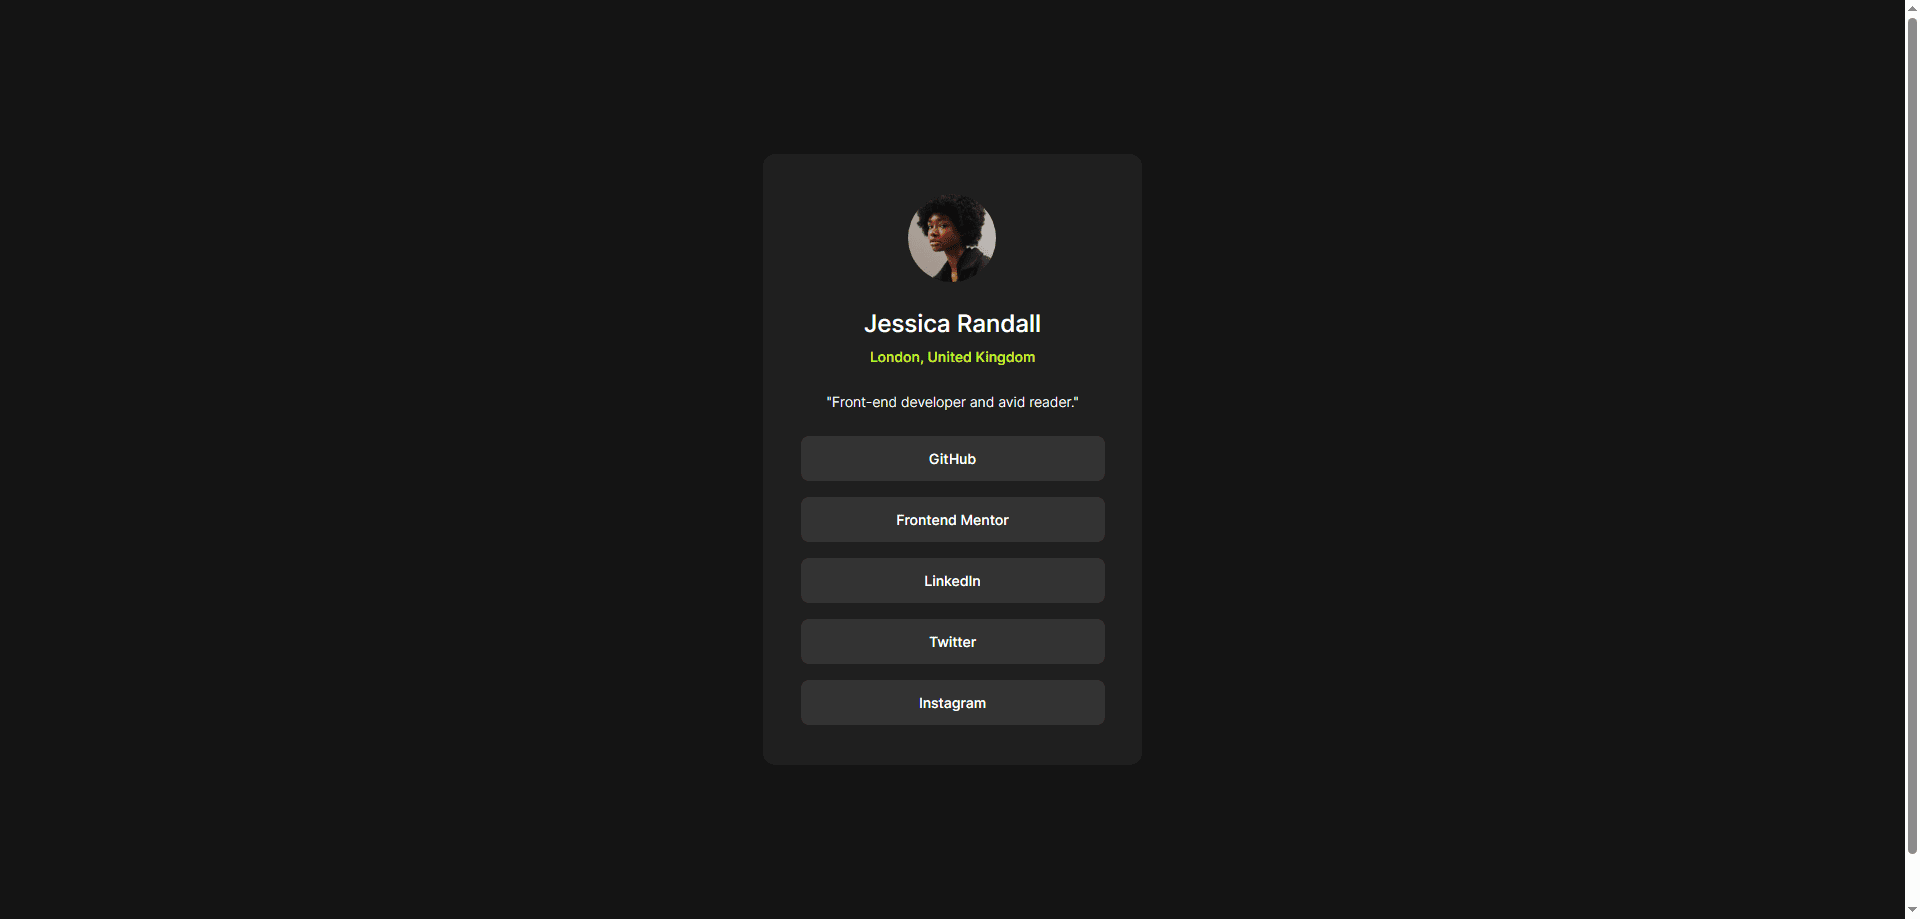 Jessica Randall
London, United Kingdom
"Front-end developer and avid reader."
GitHub
Frontend Mentor
LinkedIn
Twitter
Instagram